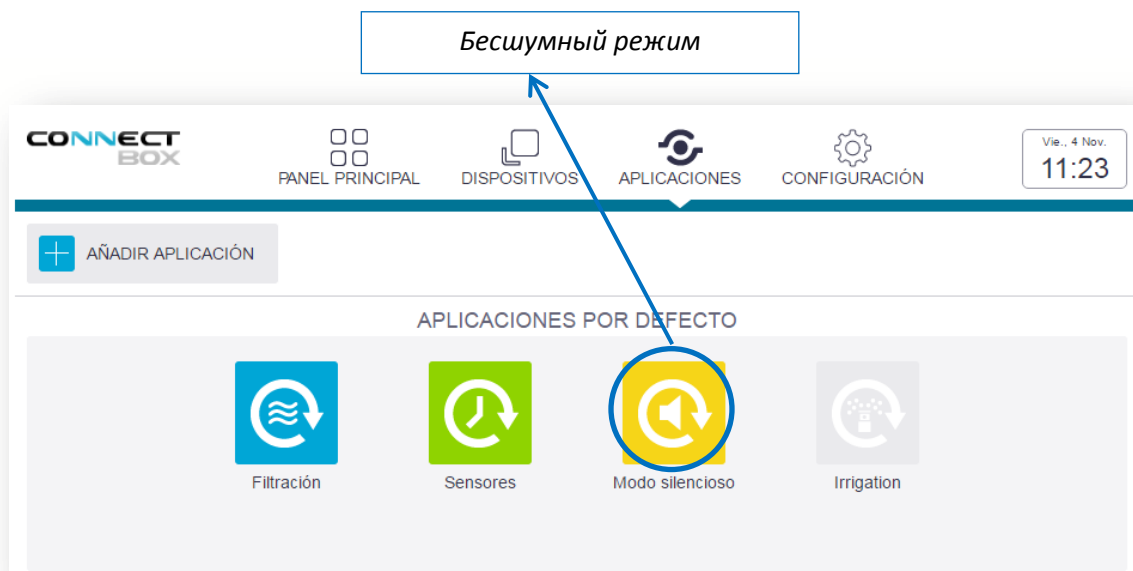 Бесшумный режим
CONNECT
BOX
PANEL PRINCIPAL
DISPOSITIVOS
APLICACIONES
CONFIGURACIÓN
Vie., 4 Nov.
11:23
AÑADIR APLICACIÓN
APLICACIONES POR DEFECTO
Filtración
Sensores
Modo silencioso
Irrigation